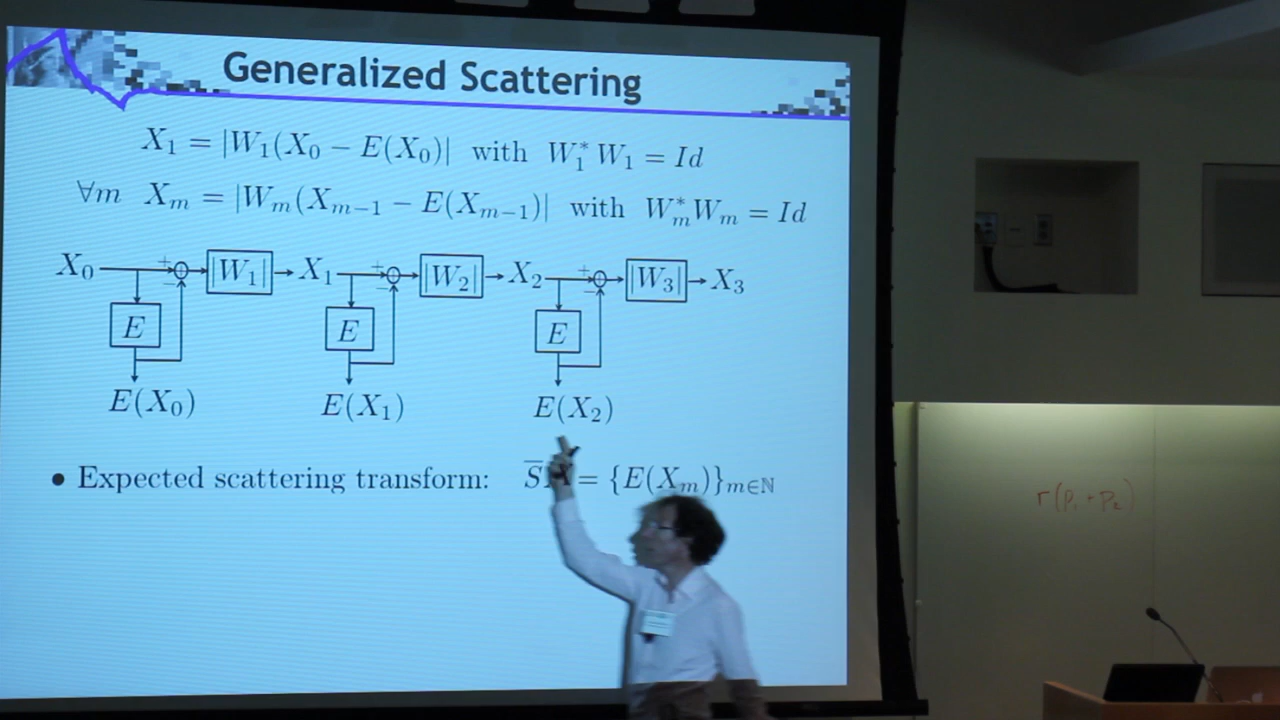 Generalized Scattering
X₁ = |W₁(X₀ − E(X₀)| with W₁* W₁ = Id
∀m Xₘ = |Wₘ(Xₘ₋₁ − E(Xₘ₋₁)| with Wₘ* Wₘ = Id
X₀ + − |W₁| X₁ + − |W₂| X₂ + − |W₃| X₃
E E E
E(X₀) E(X₁) E(X₂)
• Expected scattering transform: S̅X = {E(Xₘ)}ₘ∈ℕ
r(p₁ + p₂)